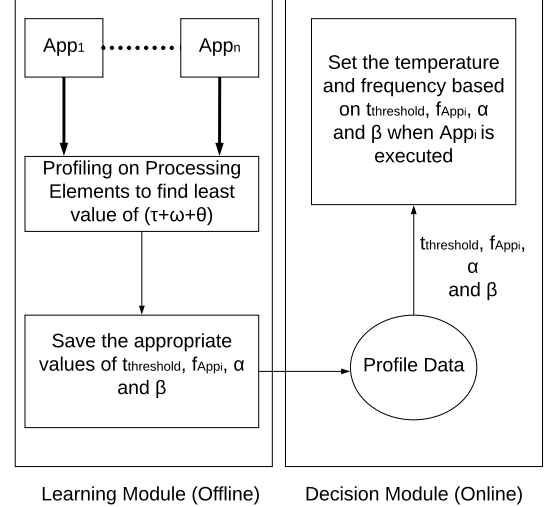 App1
Appn
Profiling on Processing
Elements to find least
value of (τ+ω+θ)
Save the appropriate
values of tthreshold, fAppi, α
and β
Learning Module (Offline)
Set the temperature
and frequency based
on tthreshold, fAppi, α
and β when Appi is
executed
tthreshold, fAppi,
α
and β
Profile Data
Decision Module (Online)